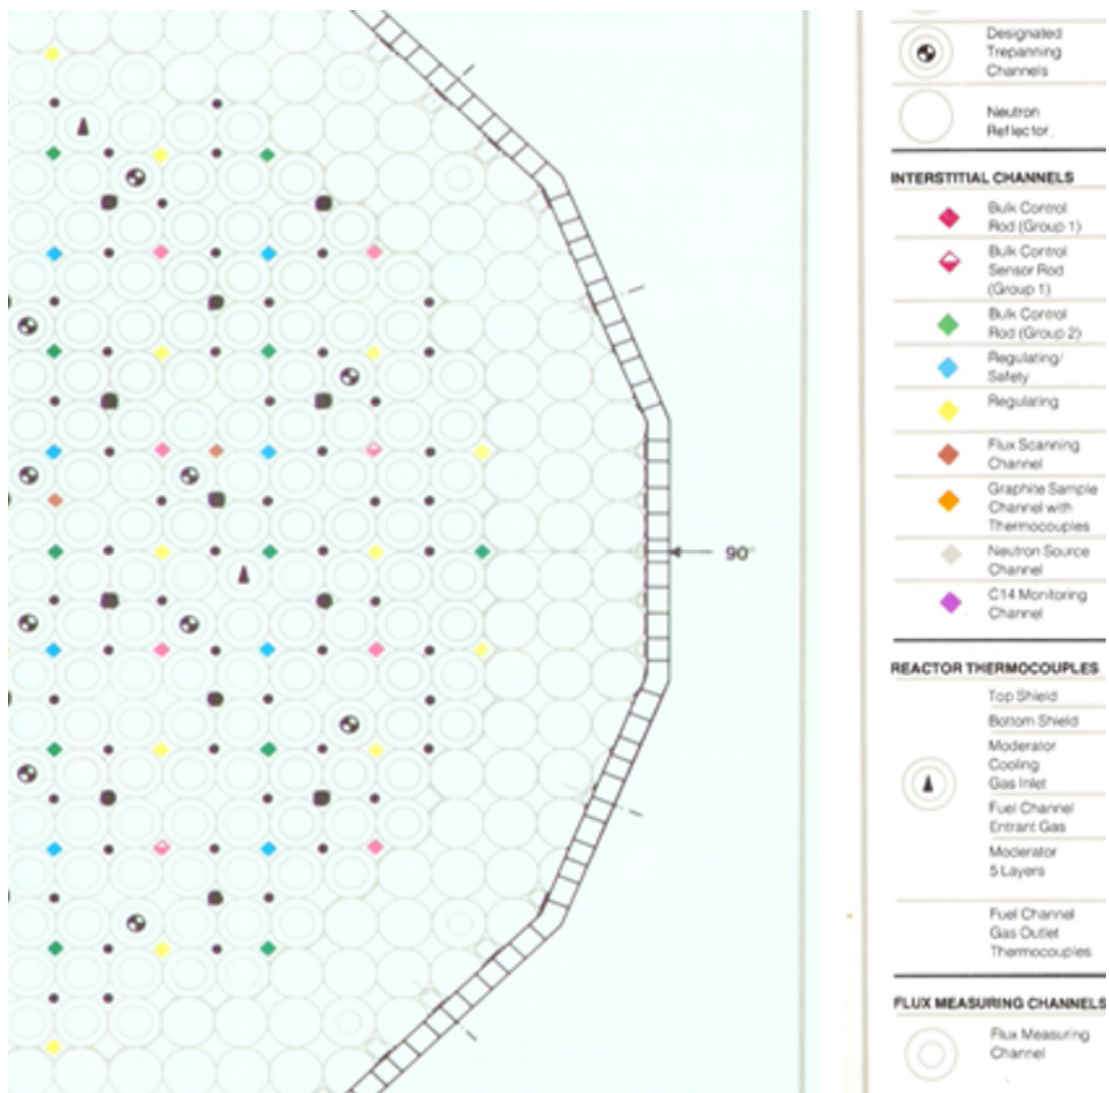 Designated
Trepanning
Channels
Neutron
Reflector.
INTERSTITIAL CHANNELS
Bulk Control
Rod (Group 1)
Bulk Control
Sensor Rod
(Group 1)
Bulk Control
Rod (Group 2)
Regulating/
Safety
Regulating
Flux Scanning
Channel
Graphite Sample
Channel with
Thermocouples
Neutron Source
Channel
90°
C14 Monitoring
Channel
REACTOR THERMOCOUPLES
Top Shield
Bottom Shield
Moderator
Cooling
Gas Inlet
Fuel Channel
Entrant Gas
Moderator
5 Layers
Fuel Channel
Gas Outlet
Thermocouples
FLUX MEASURING CHANNELS
Flux Measuring
Channel